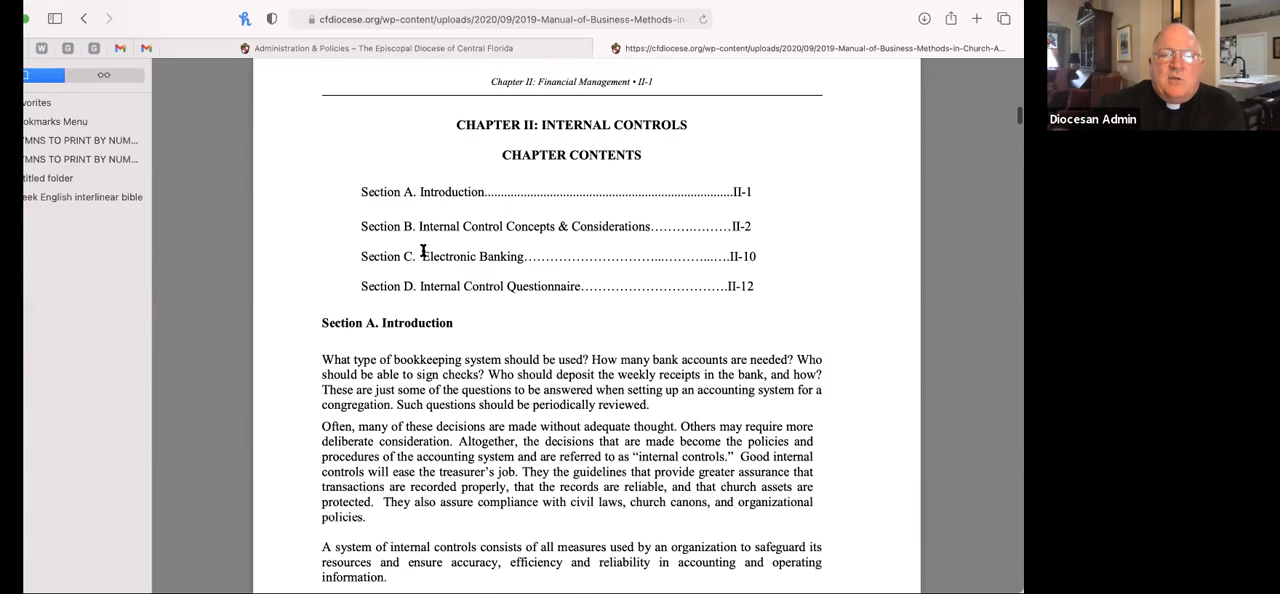 cfdiocese.org/wp-content/uploads/2020/09/2019-Manual-of-Business-Methods-in
W G G
Administration & Policies – The Episcopal Diocese of Central Florida
https://cfdiocese.org/wp-content/uploads/2020/09/2019-Manual-of-Business-Methods-in-Church-A...
vorites
okmarks Menu
MNS TO PRINT BY NUM...
MNS TO PRINT BY NUM...
titled folder
eek English interlinear bible
Chapter II: Financial Management • II-1
CHAPTER II: INTERNAL CONTROLS
CHAPTER CONTENTS
Section A. Introduction..........................................................................II-1
Section B. Internal Control Concepts & Considerations…………………II-2
Section C. Electronic Banking…………………………...………...….II-10
Section D. Internal Control Questionnaire…………………………….II-12
Section A. Introduction
What type of bookkeeping system should be used? How many bank accounts are needed? Who
should be able to sign checks? Who should deposit the weekly receipts in the bank, and how?
These are just some of the questions to be answered when setting up an accounting system for a
congregation. Such questions should be periodically reviewed.
Often, many of these decisions are made without adequate thought. Others may require more
deliberate consideration. Altogether, the decisions that are made become the policies and
procedures of the accounting system and are referred to as “internal controls.” Good internal
controls will ease the treasurer’s job. They the guidelines that provide greater assurance that
transactions are recorded properly, that the records are reliable, and that church assets are
protected. They also assure compliance with civil laws, church canons, and organizational
policies.
A system of internal controls consists of all measures used by an organization to safeguard its
resources and ensure accuracy, efficiency and reliability in accounting and operating
information.
Diocesan Admin